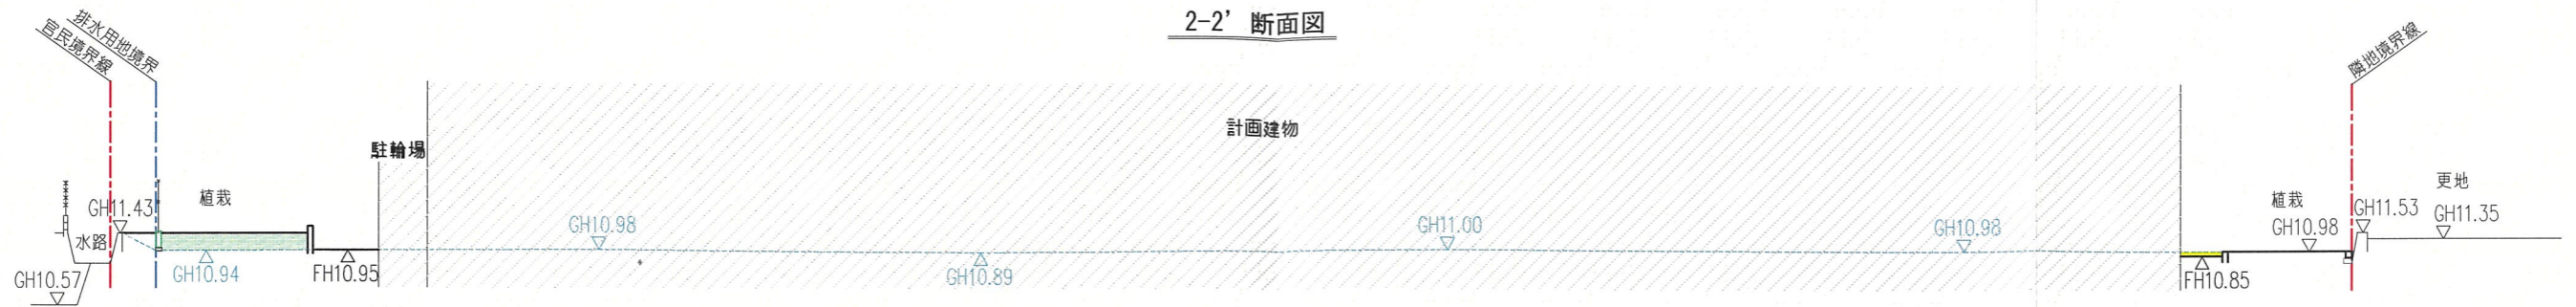 2-2’ 断面図
官民境界線
排水用地境界
隣地境界線
計画建物
駐輪場
植栽
GH11.43
水路
GH10.57
GH10.94
FH10.95
GH10.98
GH10.89
GH11.00
GH10.98
植栽
GH10.98
FH10.85
更地
GH11.53
GH11.35